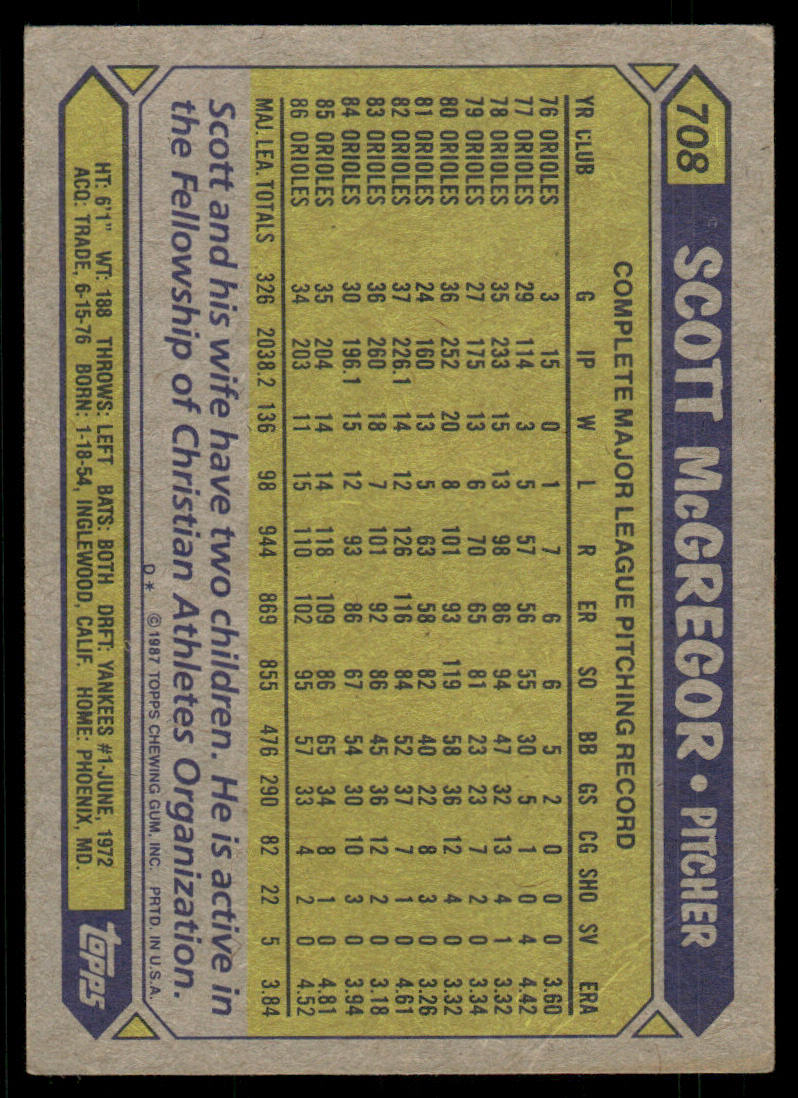 708 SCOTT McGREGOR • PITCHER
COMPLETE MAJOR LEAGUE PITCHING RECORD
YR CLUB G IP W L R ER SO BB GS CG SHO SV ERA
76 ORIOLES 3 15 0 1 7 6 6 5 2 0 0 0 3.60
77 ORIOLES 29 114 3 5 57 56 55 30 5 1 0 4 4.42
78 ORIOLES 35 233 15 13 98 86 94 47 32 13 4 1 3.32
79 ORIOLES 27 175 13 6 70 65 81 23 23 7 2 0 3.34
80 ORIOLES 36 252 20 8 101 93 119 58 36 12 4 0 3.32
81 ORIOLES 24 160 13 5 63 58 82 40 22 8 3 0 3.26
82 ORIOLES 37 226.1 14 12 126 116 84 52 37 7 1 0 4.61
83 ORIOLES 36 260 18 7 101 92 86 45 36 12 2 0 3.18
84 ORIOLES 30 196.1 15 12 93 86 67 54 30 10 3 0 3.94
85 ORIOLES 35 204 14 14 118 109 86 65 34 8 1 0 4.81
86 ORIOLES 34 203 11 15 110 102 95 57 33 4 2 0 4.52
MAJ. LEA. TOTALS 326 2038.2 136 98 944 869 855 476 290 82 22 5 3.84
Scott and his wife have two children. He is active in
the Fellowship of Christian Athletes Organization.
D* ©1987 TOPPS CHEWING GUM, INC. PRTD. IN U.S.A.
HT: 6'1" WT: 188 THROWS: LEFT BATS: BOTH DRFT: YANKEES #1-JUNE, 1972
ACQ: TRADE, 6-15-76 BORN: 1-18-54, INGLEWOOD, CALIF. HOME: PHOENIX, MD.
topps